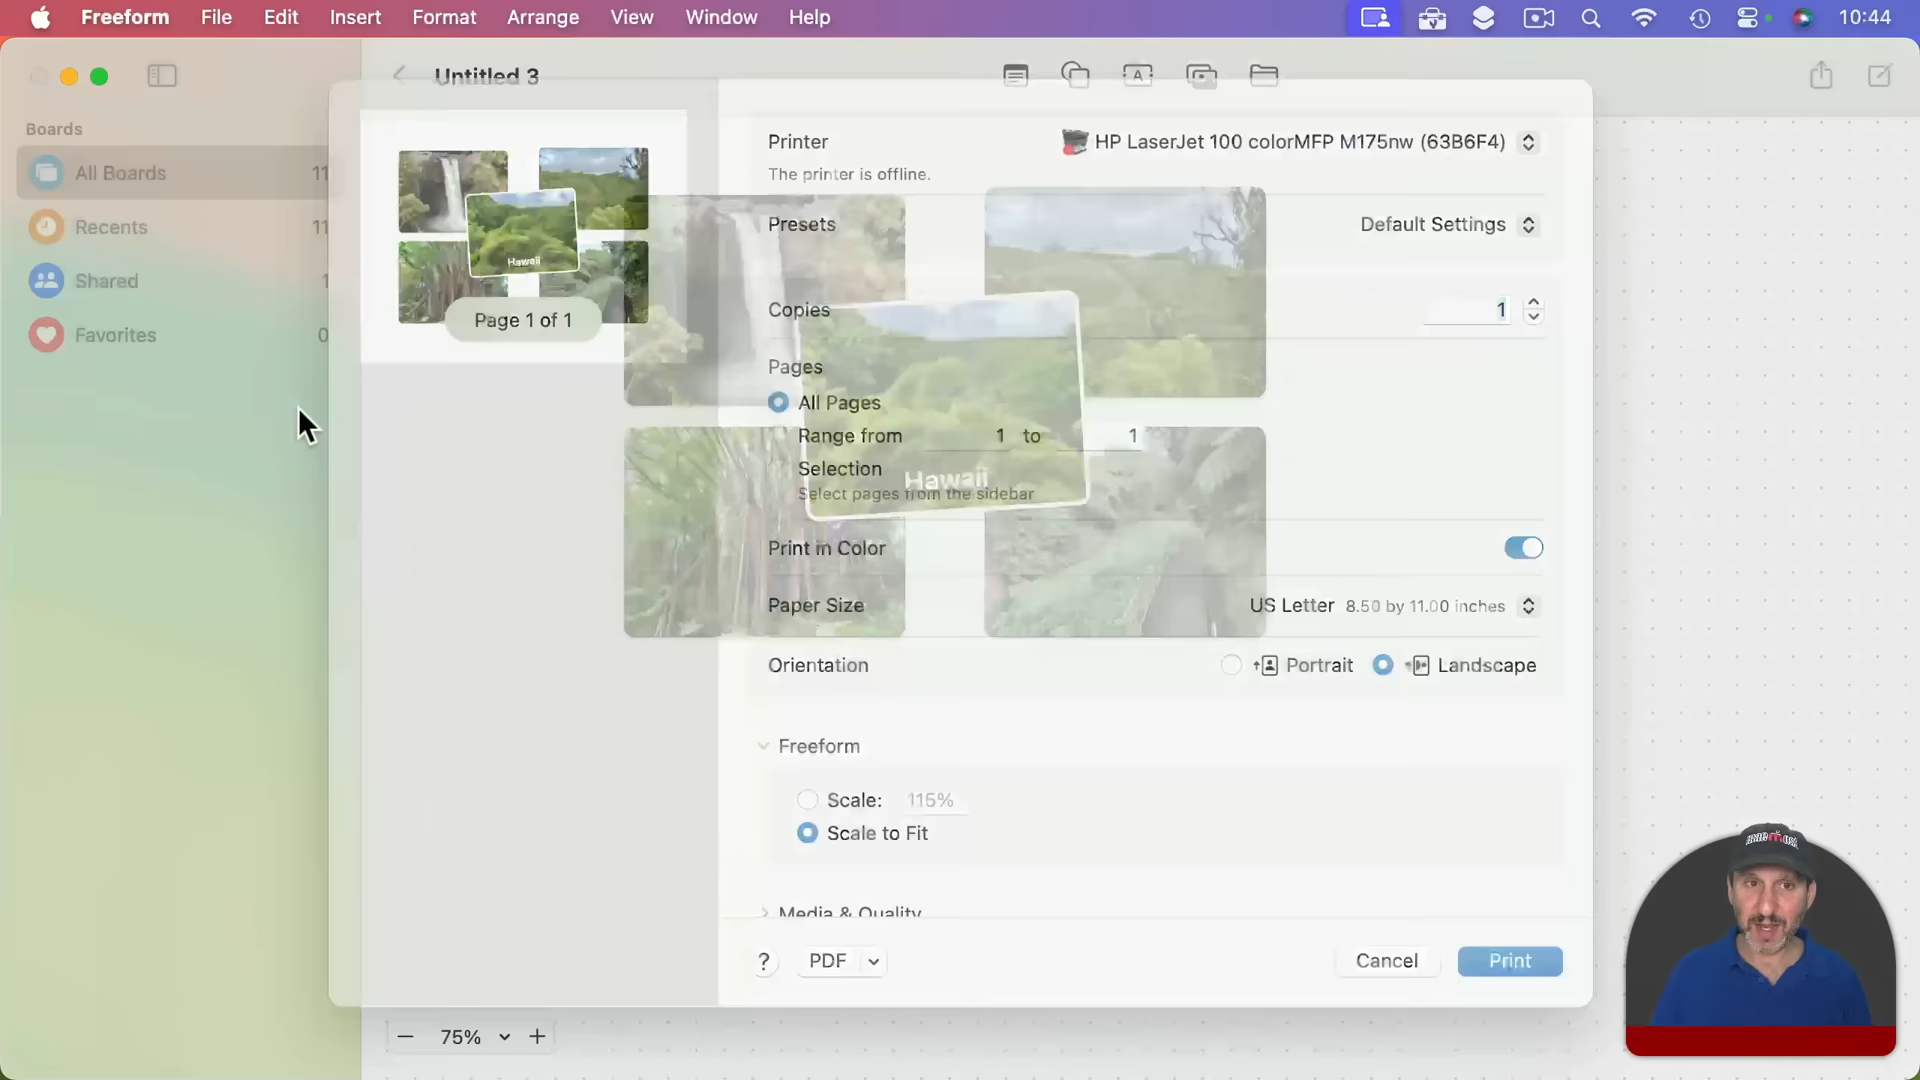 Freeform File Edit Insert Format Arrange View Window Help 10:44
Untitled 3
Boards
All Boards 11
Recents 11
Shared 1
Favorites 0
Hawaii
Page 1 of 1
Printer HP LaserJet 100 colorMFP M175nw (63B6F4)
The printer is offline.
Presets Default Settings
Copies 1
Pages
All Pages
Range from 1 to 1
Selection
Select pages from the sidebar
Hawaii
Print in Color
Paper Size US Letter 8.50 by 11.00 inches
Orientation Portrait Landscape
Freeform
Scale: 115%
Scale to Fit
Media & Quality
? PDF Cancel Print
75%